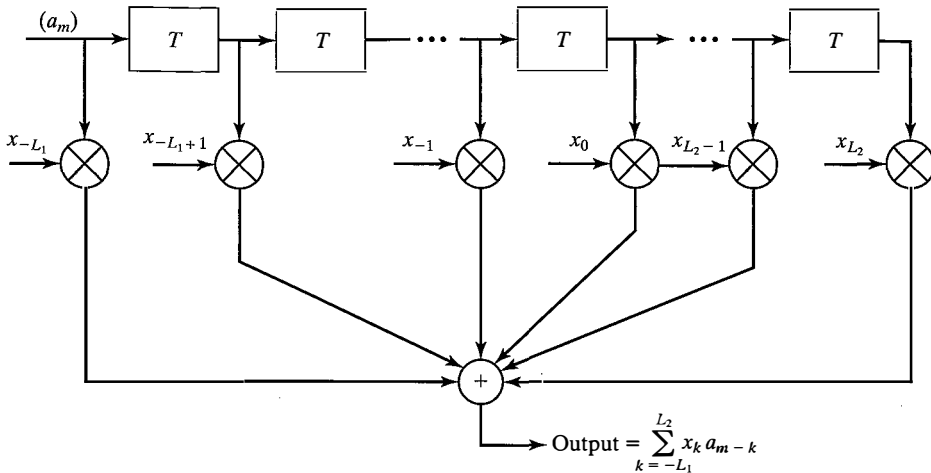 (a_m)
T T ••• T ••• T
x_{-L_1} x_{-L_1+1} x_{-1} x_0 x_{L_2-1} x_{L_2}
+
Output = \sum_{k=-L_1}^{L_2} x_k a_{m-k}